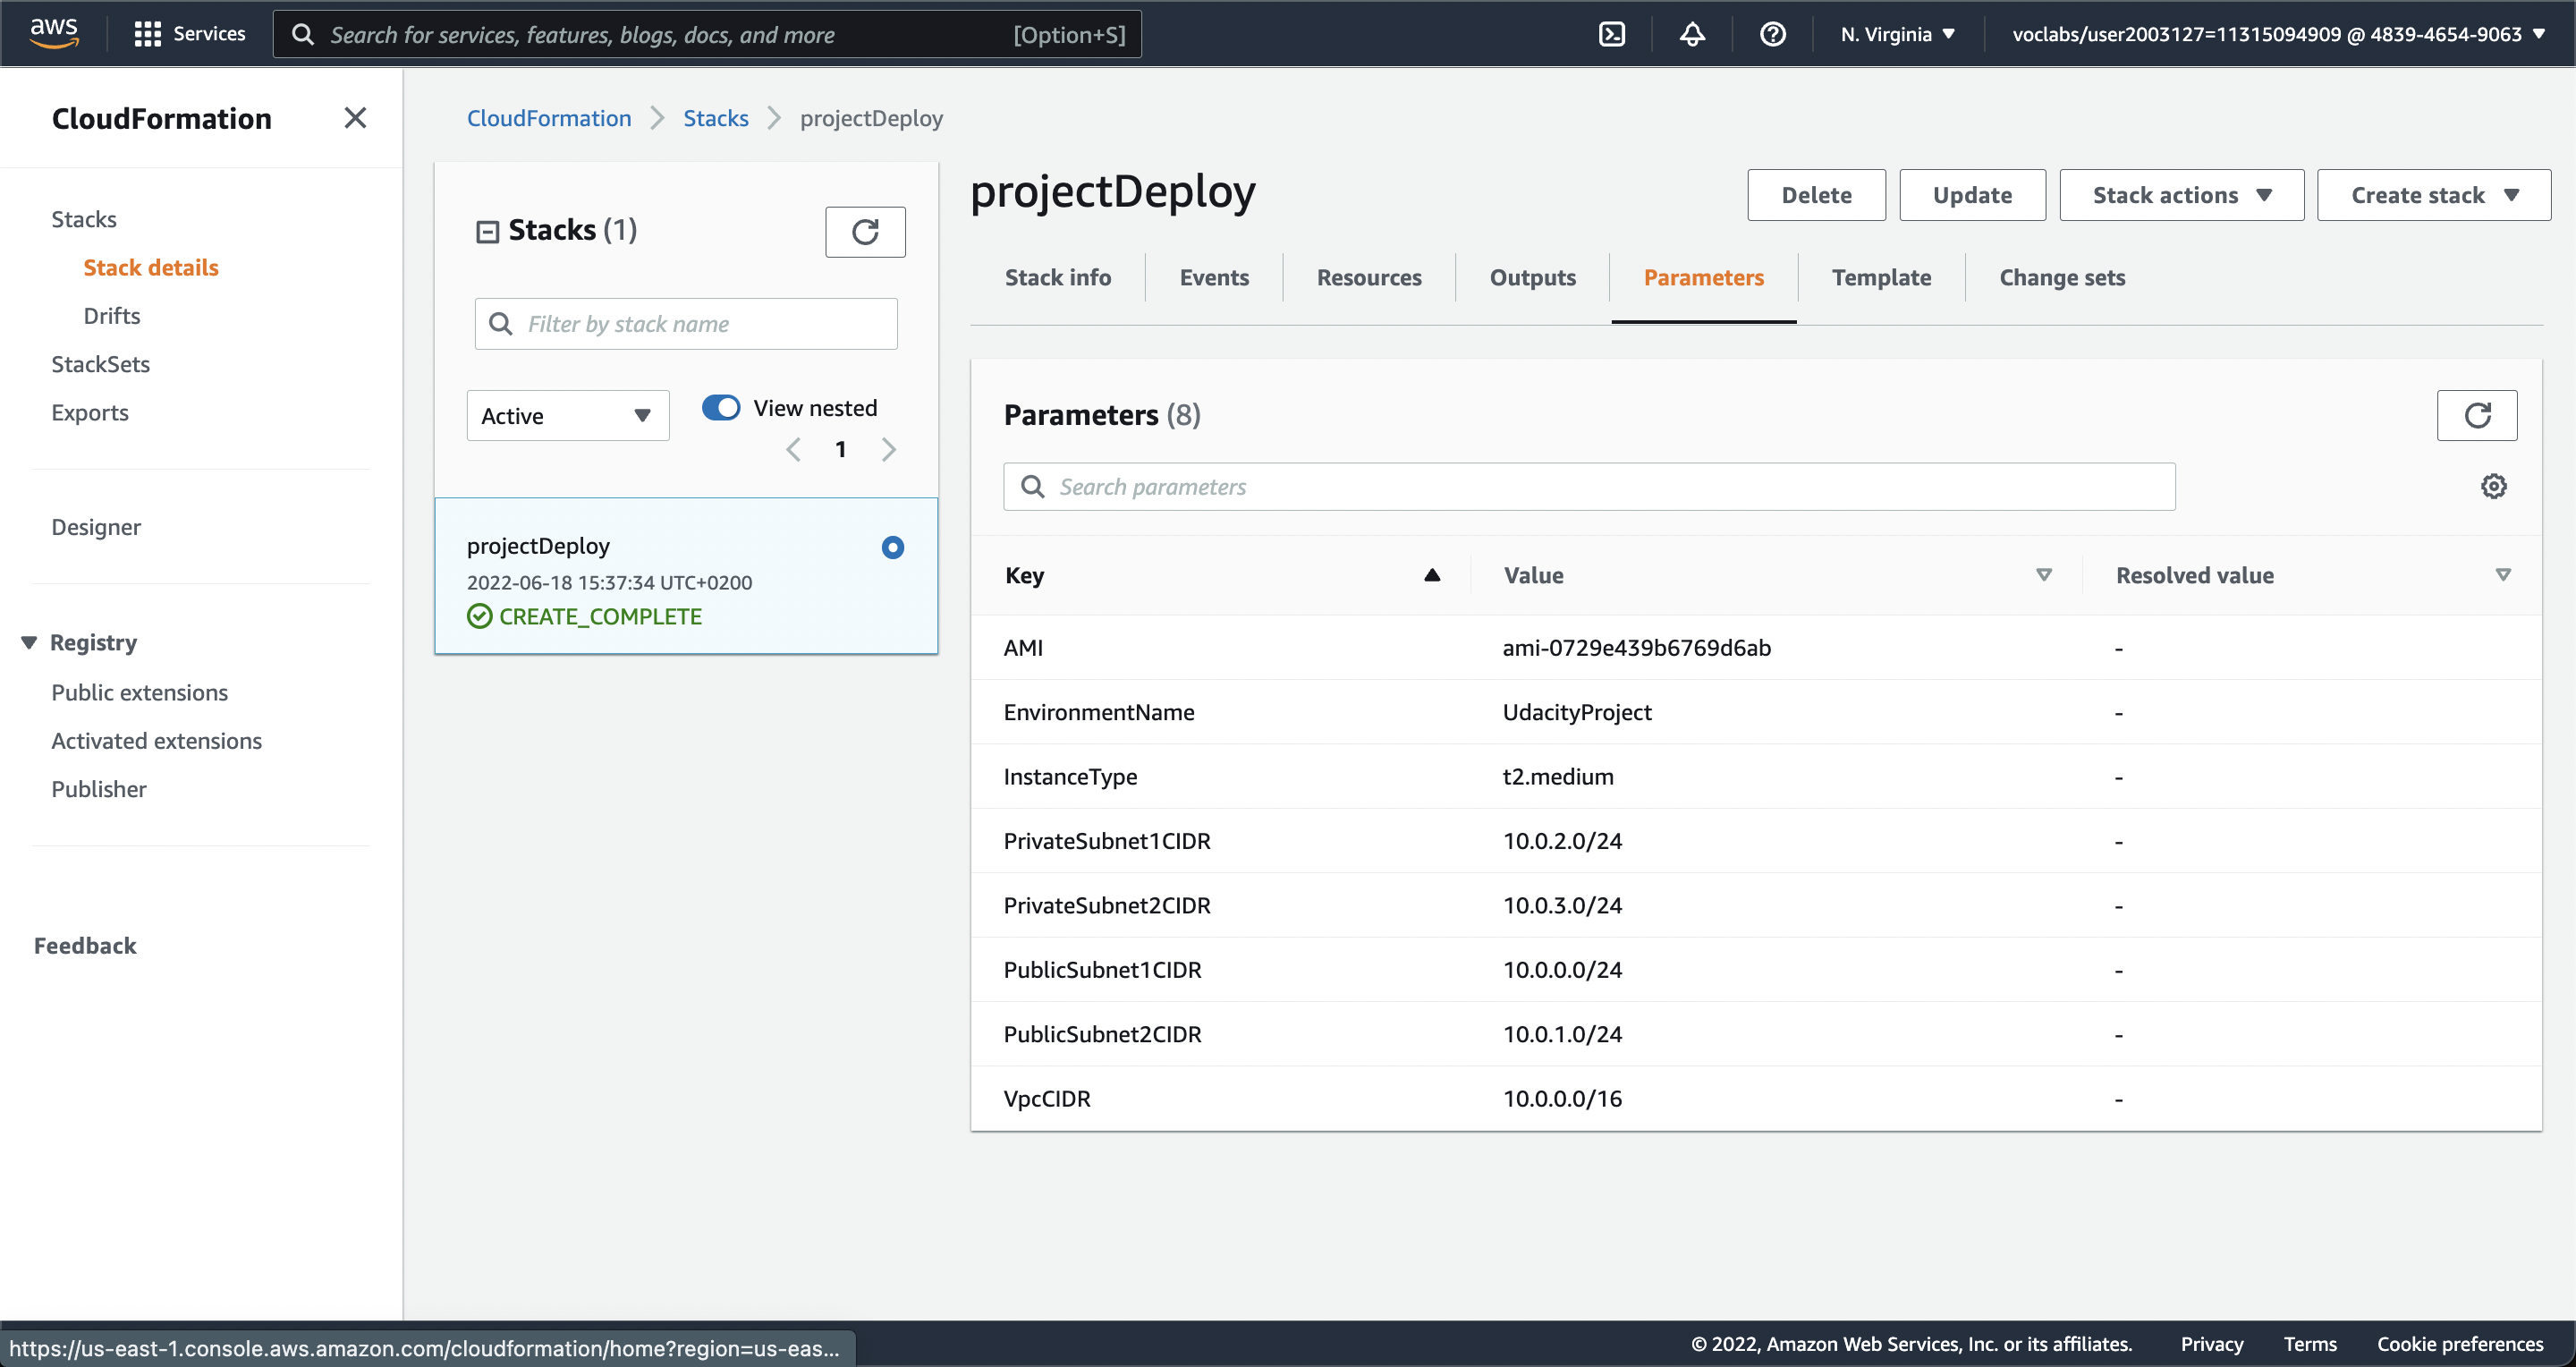 aws
Services
Search for services, features, blogs, docs, and more
[Option+S]
N. Virginia
voclabs/user2003127=11315094909 @ 4839-4654-9063
CloudFormation
Stacks
Stack details
Drifts
StackSets
Exports
Designer
Registry
Public extensions
Activated extensions
Publisher
Feedback
CloudFormation
Stacks
projectDeploy
Stacks (1)
Filter by stack name
Active
View nested
1
projectDeploy
2022-06-18 15:37:34 UTC+0200
CREATE_COMPLETE
projectDeploy
Delete
Update
Stack actions
Create stack
Stack info
Events
Resources
Outputs
Parameters
Template
Change sets
Parameters (8)
Search parameters
Key Value Resolved value
AMI ami-0729e439b6769d6ab -
EnvironmentName UdacityProject -
InstanceType t2.medium -
PrivateSubnet1CIDR 10.0.2.0/24 -
PrivateSubnet2CIDR 10.0.3.0/24 -
PublicSubnet1CIDR 10.0.0.0/24 -
PublicSubnet2CIDR 10.0.1.0/24 -
VpcCIDR 10.0.0.0/16 -
https://us-east-1.console.aws.amazon.com/cloudformation/home?region=us-eas...
© 2022, Amazon Web Services, Inc. or its affiliates.
Privacy
Terms
Cookie preferences